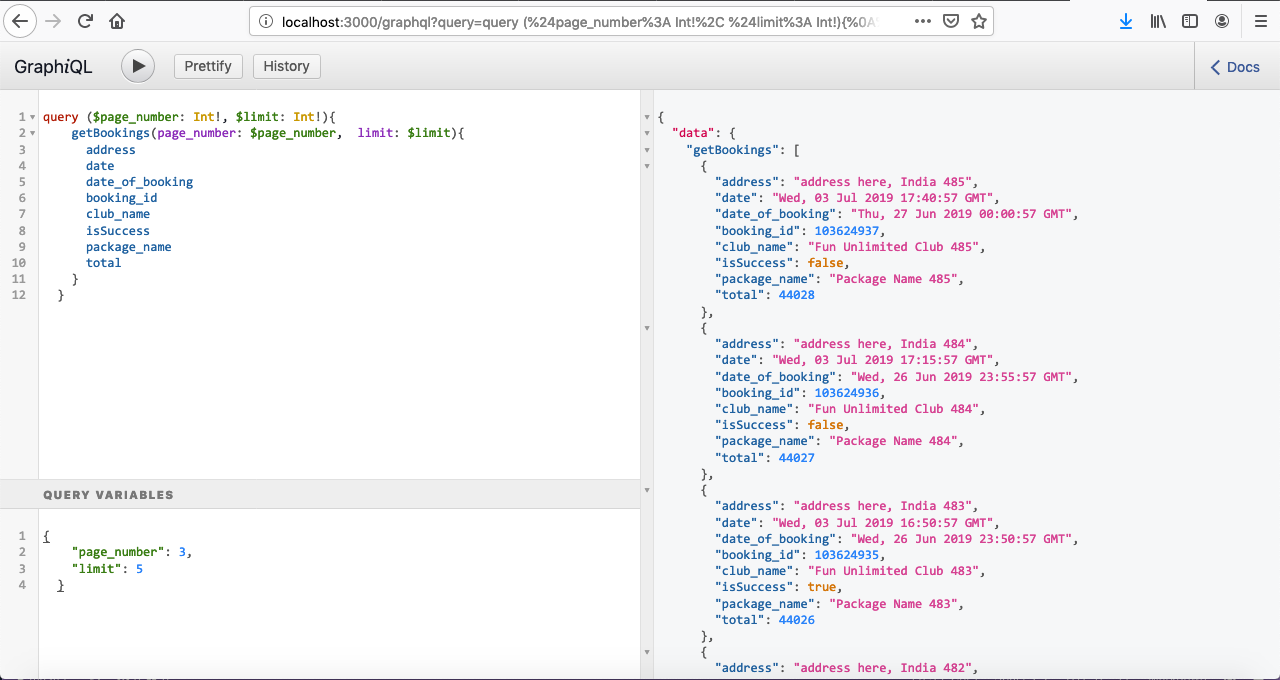 localhost:3000/graphql?query=query (%24page_number%3A Int!%2C %24limit%3A Int!){%0A
GraphiQL
Prettify
History
Docs
1 query ($page_number: Int!, $limit: Int!){
2 getBookings(page_number: $page_number,  limit: $limit){
3 address
4 date
5 date_of_booking
6 booking_id
7 club_name
8 isSuccess
9 package_name
10 total
11 }
12 }
QUERY VARIABLES
1 {
2 "page_number": 3,
3 "limit": 5
4 }
{
"data": {
"getBookings": [
{
"address": "address here, India 485",
"date": "Wed, 03 Jul 2019 17:40:57 GMT",
"date_of_booking": "Thu, 27 Jun 2019 00:00:57 GMT",
"booking_id": 103624937,
"club_name": "Fun Unlimited Club 485",
"isSuccess": false,
"package_name": "Package Name 485",
"total": 44028
},
{
"address": "address here, India 484",
"date": "Wed, 03 Jul 2019 17:15:57 GMT",
"date_of_booking": "Wed, 26 Jun 2019 23:55:57 GMT",
"booking_id": 103624936,
"club_name": "Fun Unlimited Club 484",
"isSuccess": false,
"package_name": "Package Name 484",
"total": 44027
},
{
"address": "address here, India 483",
"date": "Wed, 03 Jul 2019 16:50:57 GMT",
"date_of_booking": "Wed, 26 Jun 2019 23:50:57 GMT",
"booking_id": 103624935,
"club_name": "Fun Unlimited Club 483",
"isSuccess": true,
"package_name": "Package Name 483",
"total": 44026
},
{
"address": "address here, India 482",